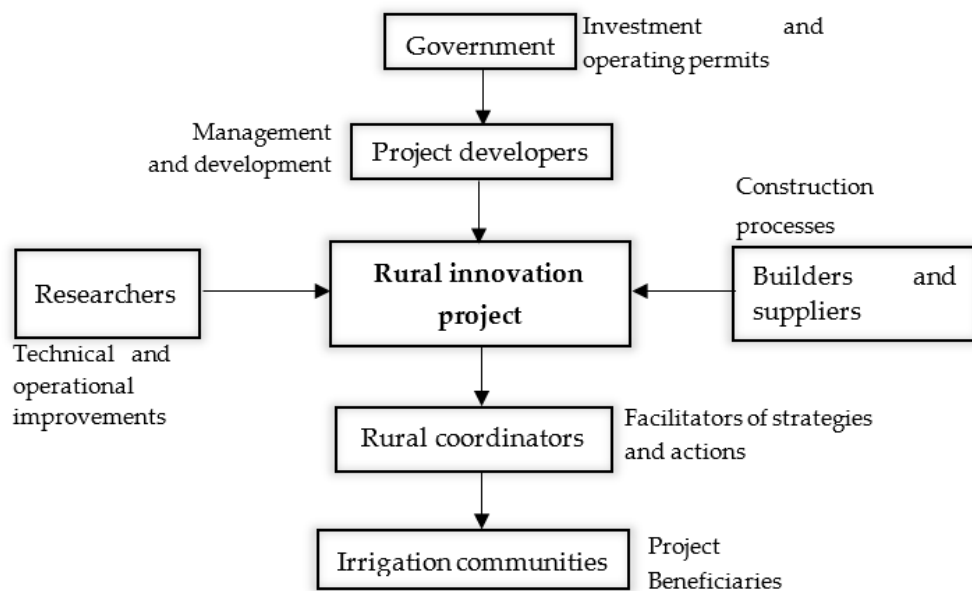 Government
Investment and
operating permits
Management
and development
Project developers
Construction
processes
Researchers
Rural innovation
project
Builders and
suppliers
Technical and
operational
improvements
Rural coordinators
Facilitators of strategies
and actions
Irrigation communities
Project
Beneficiaries